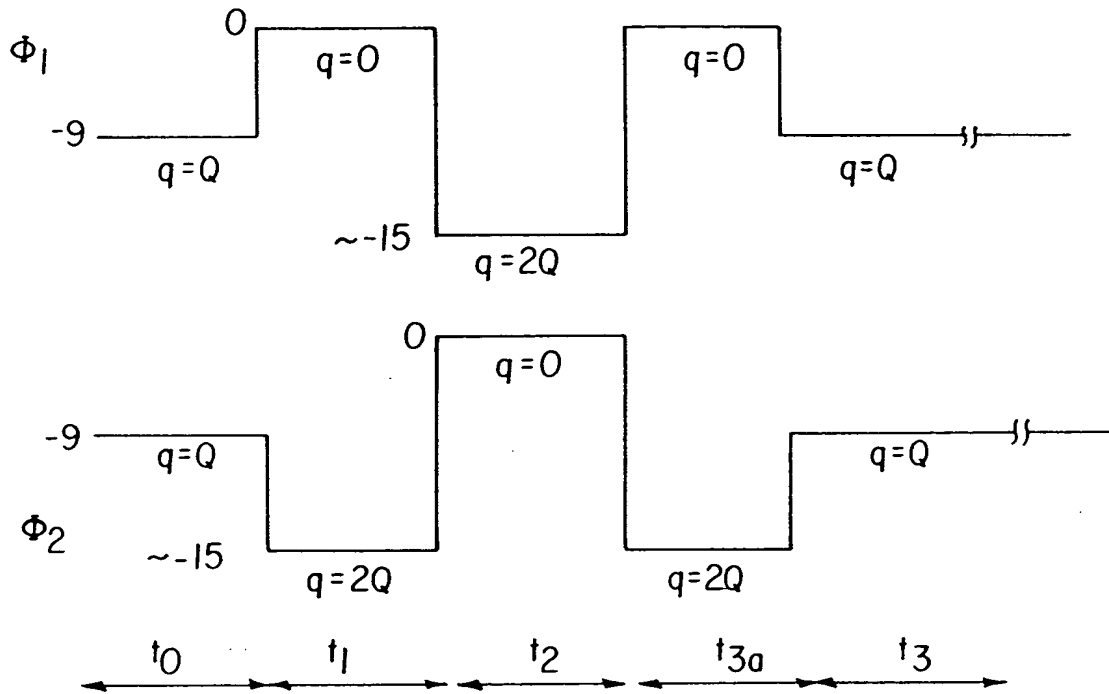 0
Φ1
q=0
q=0
-9
q=Q
q=Q
~-15
q=2Q
0
q=0
-9
q=Q
q=Q
Φ2
~-15
q=2Q
q=2Q
t0
t1
t2
t3a
t3